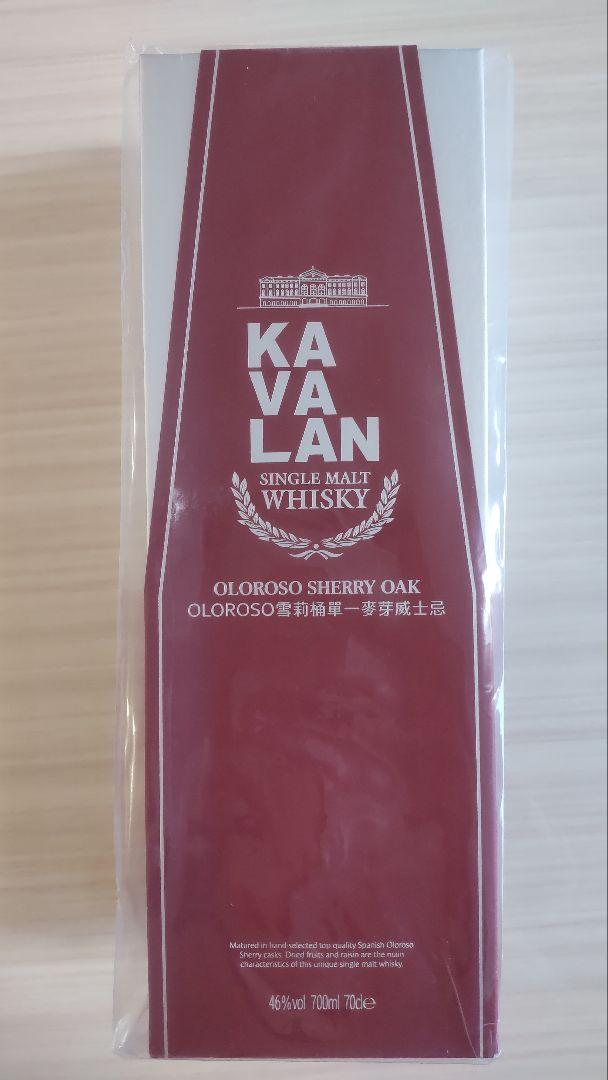 KA
VA
LAN
SINGLE MALT
WHISKY
OLOROSO SHERRY OAK
OLOROSO雪莉桶單一麥芽威士忌
Matured in hand-selected top quality Spanish Oloroso
Sherry casks. Dried fruits and raisin are the main
characteristics of this unique single malt whisky.
46%vol 700ml 70cl℮